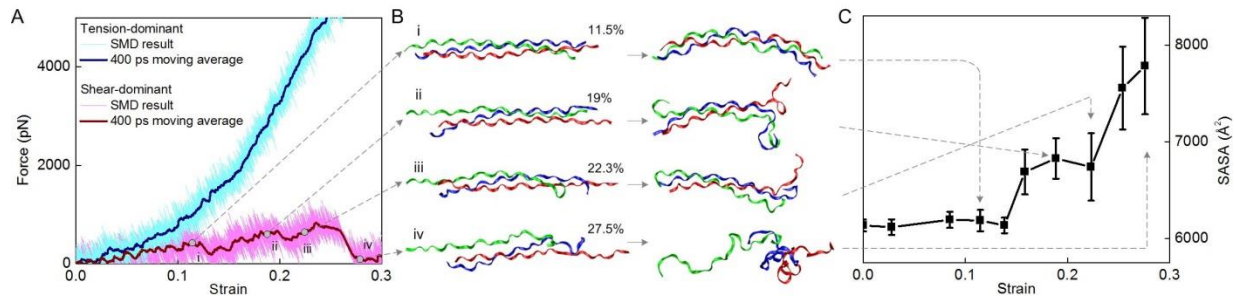 A
Tension-dominant
SMD result
400 ps moving average
Shear-dominant
SMD result
400 ps moving average
Force (pN)
4000
2000
0
0.0
0.1
0.2
0.3
Strain
i
ii
iii
iv
B
i
11.5%
ii
19%
iii
22.3%
iv
27.5%
C
8000
7000
6000
SASA (Å²)
0.0
0.1
0.2
0.3
Strain